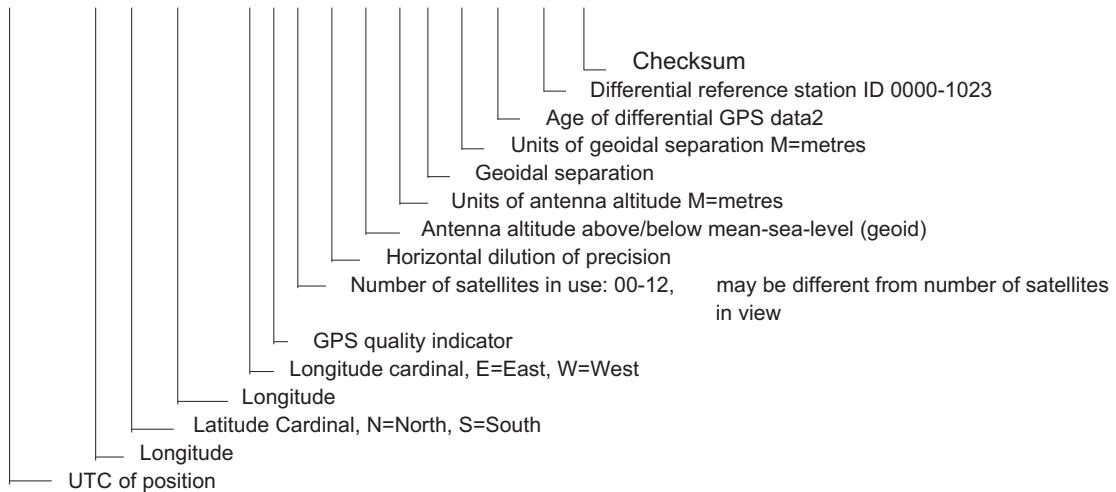 Checksum
Differential reference station ID 0000-1023
Age of differential GPS data2
Units of geoidal separation M=metres
Geoidal separation
Units of antenna altitude M=metres
Antenna altitude above/below mean-sea-level (geoid)
Horizontal dilution of precision
Number of satellites in use: 00-12, may be different from number of satellites
in view
GPS quality indicator
Longitude cardinal, E=East, W=West
Longitude
Latitude Cardinal, N=North, S=South
Longitude
UTC of position